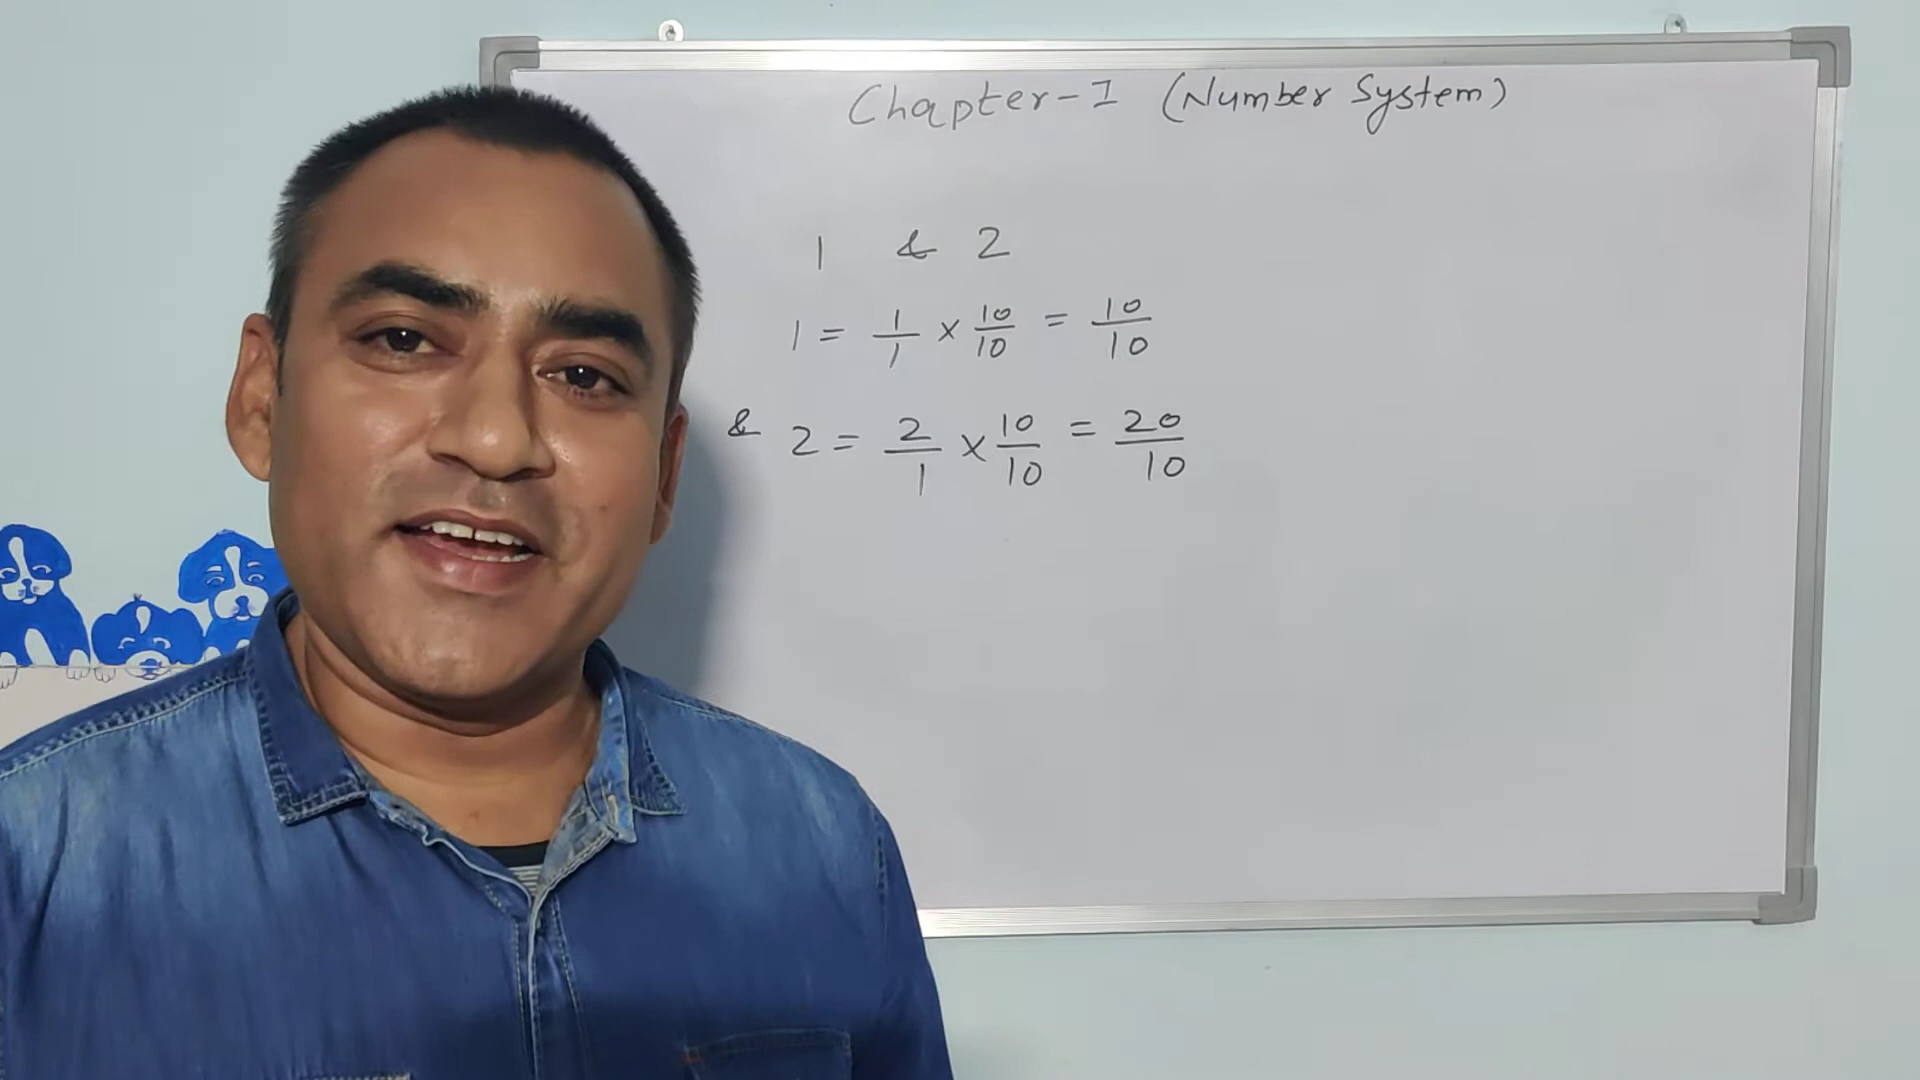 Chapter-I (Number System)
1 & 2
1 = 1/1 × 10/10 = 10/10
& 2 = 2/1 × 10/10 = 20/10